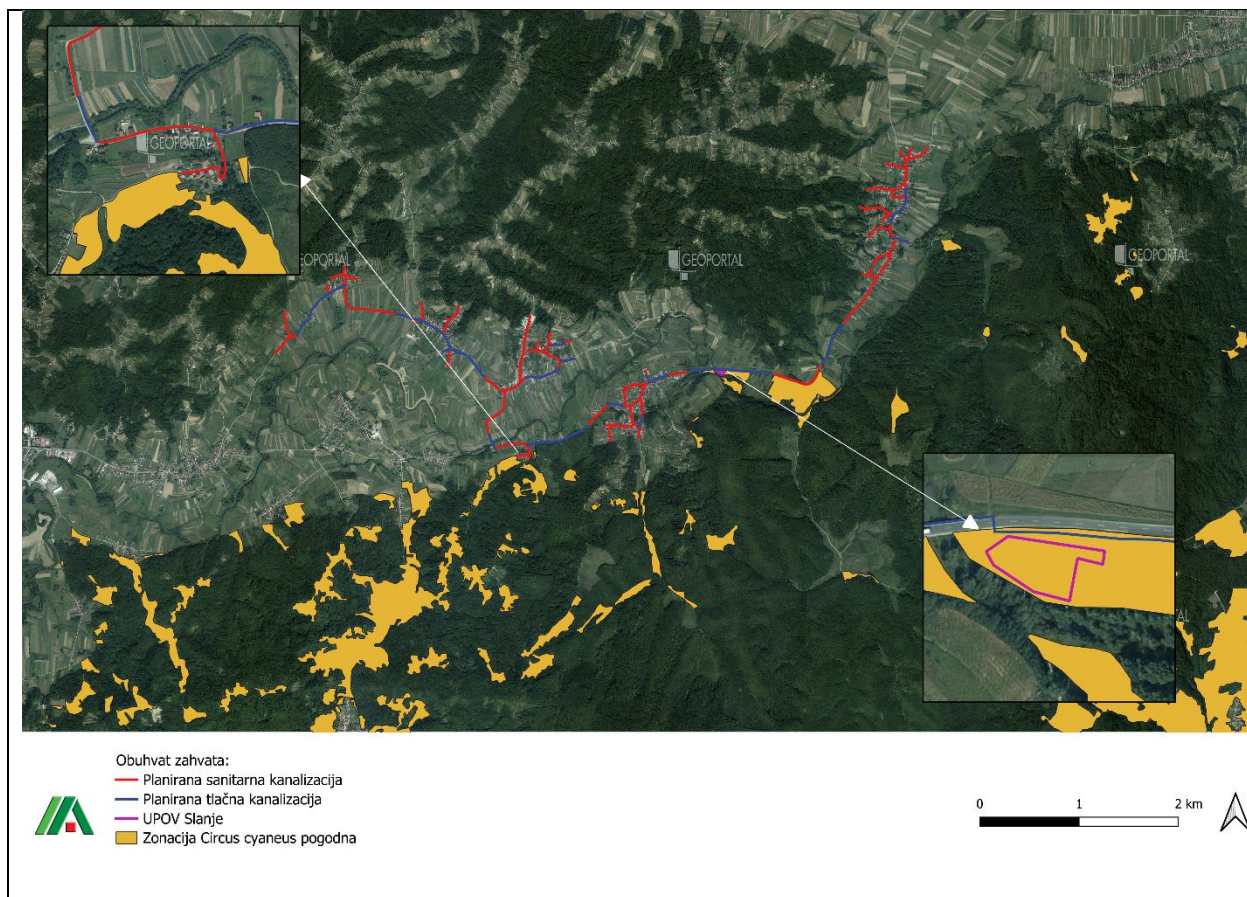 GEOPORTAL
GEOPORTAL
GEOPORTAL
GEOPORTAL
Obuhvat zahvata:
Planirana sanitarna kanalizacija
Planirana tlačna kanalizacija
UPOV Slanje
Zonacija Circus cyaneus pogodna
0 1 2 km